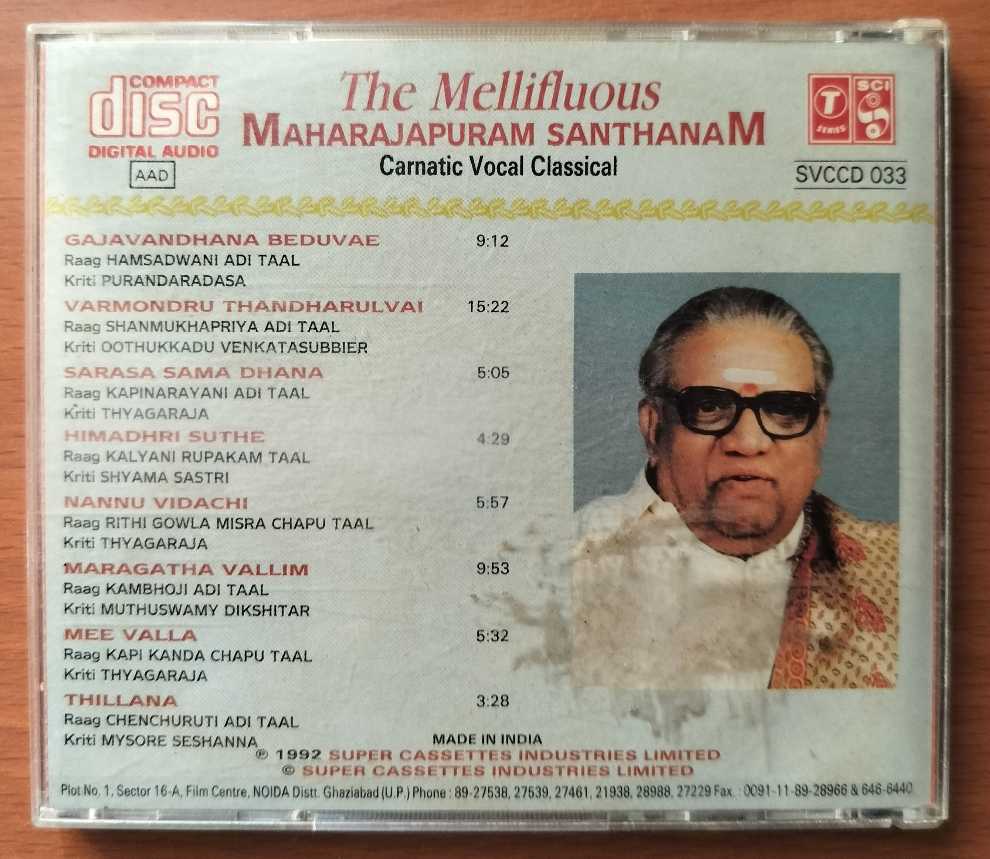 COMPACT
disc
DIGITAL AUDIO
AAD
The Mellifluous
MAHARAJAPURAM SANTHANAM
Carnatic Vocal Classical
T
SERIES
SCI
SVCCD 033
GAJAVANDHANA BEDUVAE 9:12
Raag HAMSADWANI ADI TAAL
Kriti PURANDARADASA
VARMONDRU THANDHARULVAI 15:22
Raag SHANMUKHAPRIYA ADI TAAL
Kriti OOTHUKKADU VENKATASUBBIER
SARASA SAMA DHANA 5:05
Raag KAPINARAYANI ADI TAAL
Kriti THYAGARAJA
HIMADHRI SUTHE 4:29
Raag KALYANI RUPAKAM TAAL
Kriti SHYAMA SASTRI
NANNU VIDACHI 5:57
Raag RITHI GOWLA MISRA CHAPU TAAL
Kriti THYAGARAJA
MARAGATHA VALLIM 9:53
Raag KAMBHOJI ADI TAAL
Kriti MUTHUSWAMY DIKSHITAR
MEE VALLA 5:32
Raag KAPI KANDA CHAPU TAAL
Kriti THYAGARAJA
THILLANA 3:28
Raag CHENCHURUTI ADI TAAL
Kriti MYSORE SESHANNA
MADE IN INDIA
℗ 1992 SUPER CASSETTES INDUSTRIES LIMITED
© SUPER CASSETTES INDUSTRIES LIMITED
Plot No. 1, Sector 16-A, Film Centre, NOIDA Distt. Ghaziabad (U.P.) Phone : 89-27538, 27539, 27461, 21938, 28988, 27229 Fax. : 0091-11-89-28966 & 646-6440